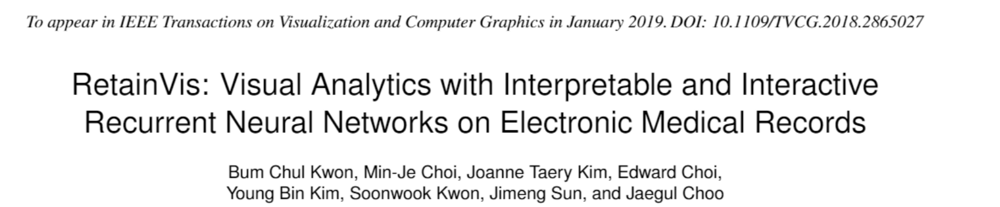 To appear in IEEE Transactions on Visualization and Computer Graphics in January 2019. DOI: 10.1109/TVCG.2018.2865027
RetainVis: Visual Analytics with Interpretable and Interactive
Recurrent Neural Networks on Electronic Medical Records
Bum Chul Kwon, Min-Je Choi, Joanne Taery Kim, Edward Choi,
Young Bin Kim, Soonwook Kwon, Jimeng Sun, and Jaegul Choo